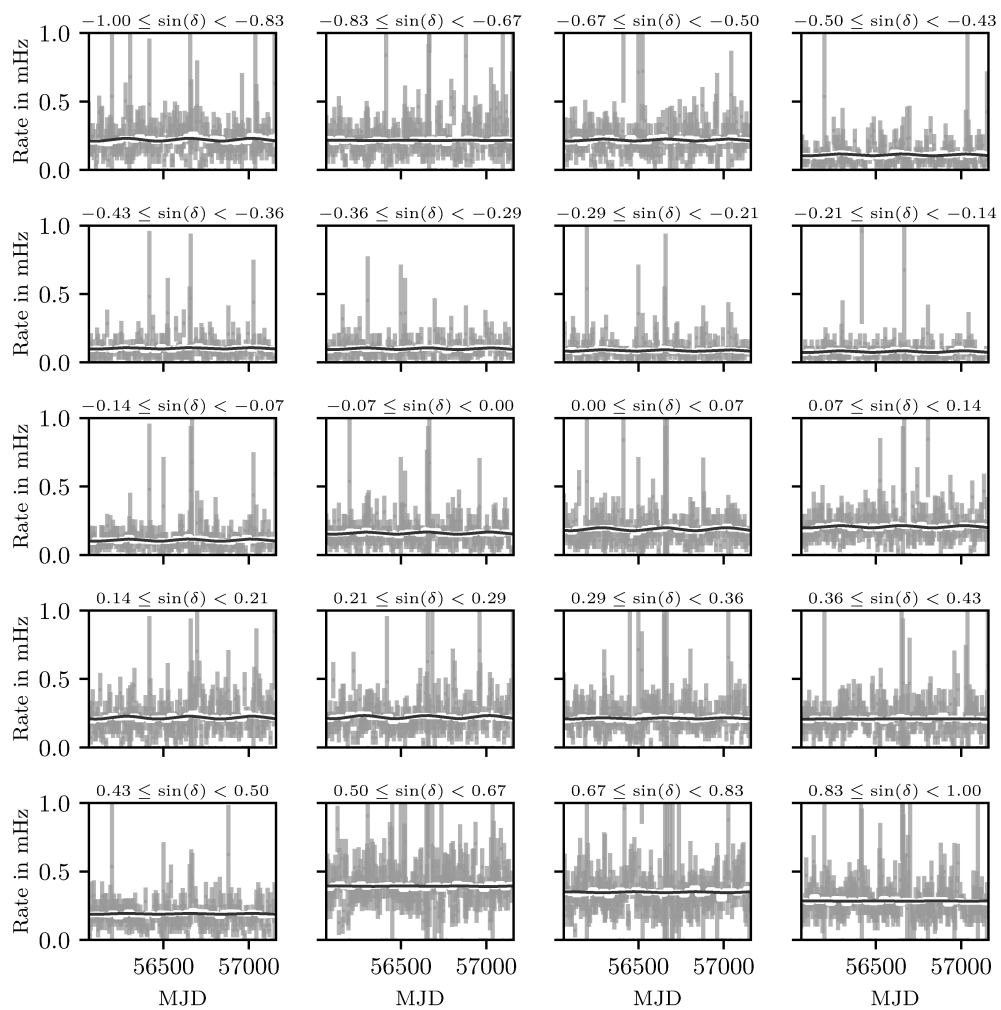 −1.00 ≤ sin(δ) < −0.83
−0.83 ≤ sin(δ) < −0.67
−0.67 ≤ sin(δ) < −0.50
−0.50 ≤ sin(δ) < −0.43
Rate in mHz
1.0
0.5
0.0
−0.43 ≤ sin(δ) < −0.36
−0.36 ≤ sin(δ) < −0.29
−0.29 ≤ sin(δ) < −0.21
−0.21 ≤ sin(δ) < −0.14
Rate in mHz
1.0
0.5
0.0
−0.14 ≤ sin(δ) < −0.07
−0.07 ≤ sin(δ) < 0.00
0.00 ≤ sin(δ) < 0.07
0.07 ≤ sin(δ) < 0.14
Rate in mHz
1.0
0.5
0.0
0.14 ≤ sin(δ) < 0.21
0.21 ≤ sin(δ) < 0.29
0.29 ≤ sin(δ) < 0.36
0.36 ≤ sin(δ) < 0.43
Rate in mHz
1.0
0.5
0.0
0.43 ≤ sin(δ) < 0.50
0.50 ≤ sin(δ) < 0.67
0.67 ≤ sin(δ) < 0.83
0.83 ≤ sin(δ) < 1.00
Rate in mHz
1.0
0.5
0.0
56500 57000
56500 57000
56500 57000
56500 57000
MJD
MJD
MJD
MJD